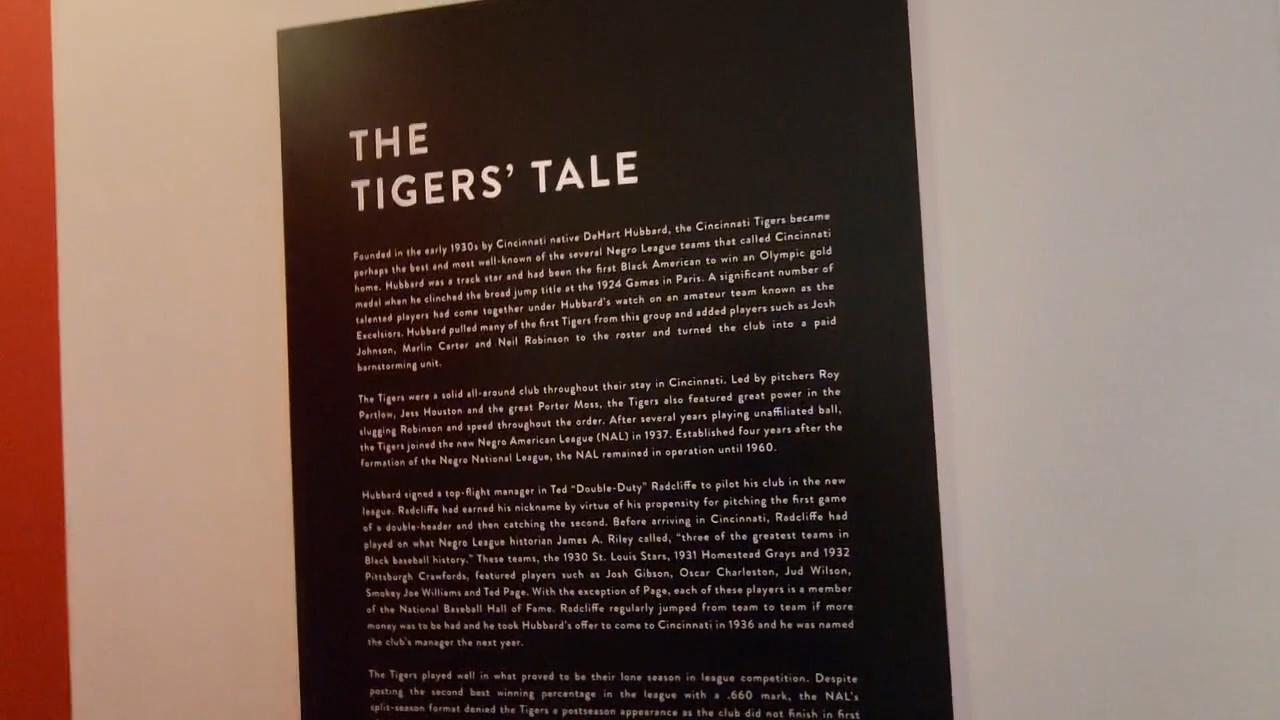 THE
TIGERS' TALE
Founded in the early 1930s by Cincinnati native DeHart Hubbard, the Cincinnati Tigers became
perhaps the best and most well-known of the several Negro League teams that called Cincinnati
home. Hubbard was a track star and had been the first Black American to win an Olympic gold
medal when he clinched the broad jump title at the 1924 Games in Paris. A significant number of
talented players had come together under Hubbard's watch on an amateur team known as the
Excelsiors. Hubbard pulled many of the first Tigers from this group and added players such as Josh
Johnson, Marlin Carter and Neil Robinson to the roster and turned the club into a paid
barnstorming unit.
The Tigers were a solid all-around club throughout their stay in Cincinnati. Led by pitchers Roy
Partlow, Jess Houston and the great Porter Moss, the Tigers also featured great power in the
slugging Robinson and speed throughout the order. After several years playing unaffiliated ball,
the Tigers joined the new Negro American League (NAL) in 1937. Established four years after the
formation of the Negro National League, the NAL remained in operation until 1960.
Hubbard signed a top-flight manager in Ted "Double-Duty" Radcliffe to pilot his club in the new
league. Radcliffe had earned his nickname by virtue of his propensity for pitching the first game
of a double-header and then catching the second. Before arriving in Cincinnati, Radcliffe had
played on what Negro League historian James A. Riley called, "three of the greatest teams in
Black baseball history." These teams, the 1930 St. Louis Stars, 1931 Homestead Grays and 1932
Pittsburgh Crawfords, featured players such as Josh Gibson, Oscar Charleston, Jud Wilson,
Smokey Joe Williams and Ted Page. With the exception of Page, each of these players is a member
of the National Baseball Hall of Fame. Radcliffe regularly jumped from team to team if more
money was to be had and he took Hubbard's offer to come to Cincinnati in 1936 and he was named
the club's manager the next year.
The Tigers played well in what proved to be their lone season in league competition. Despite
posting the second best winning percentage in the league with a .660 mark, the NAL's
split-season format denied the Tigers a postseason appearance as the club did not finish in first